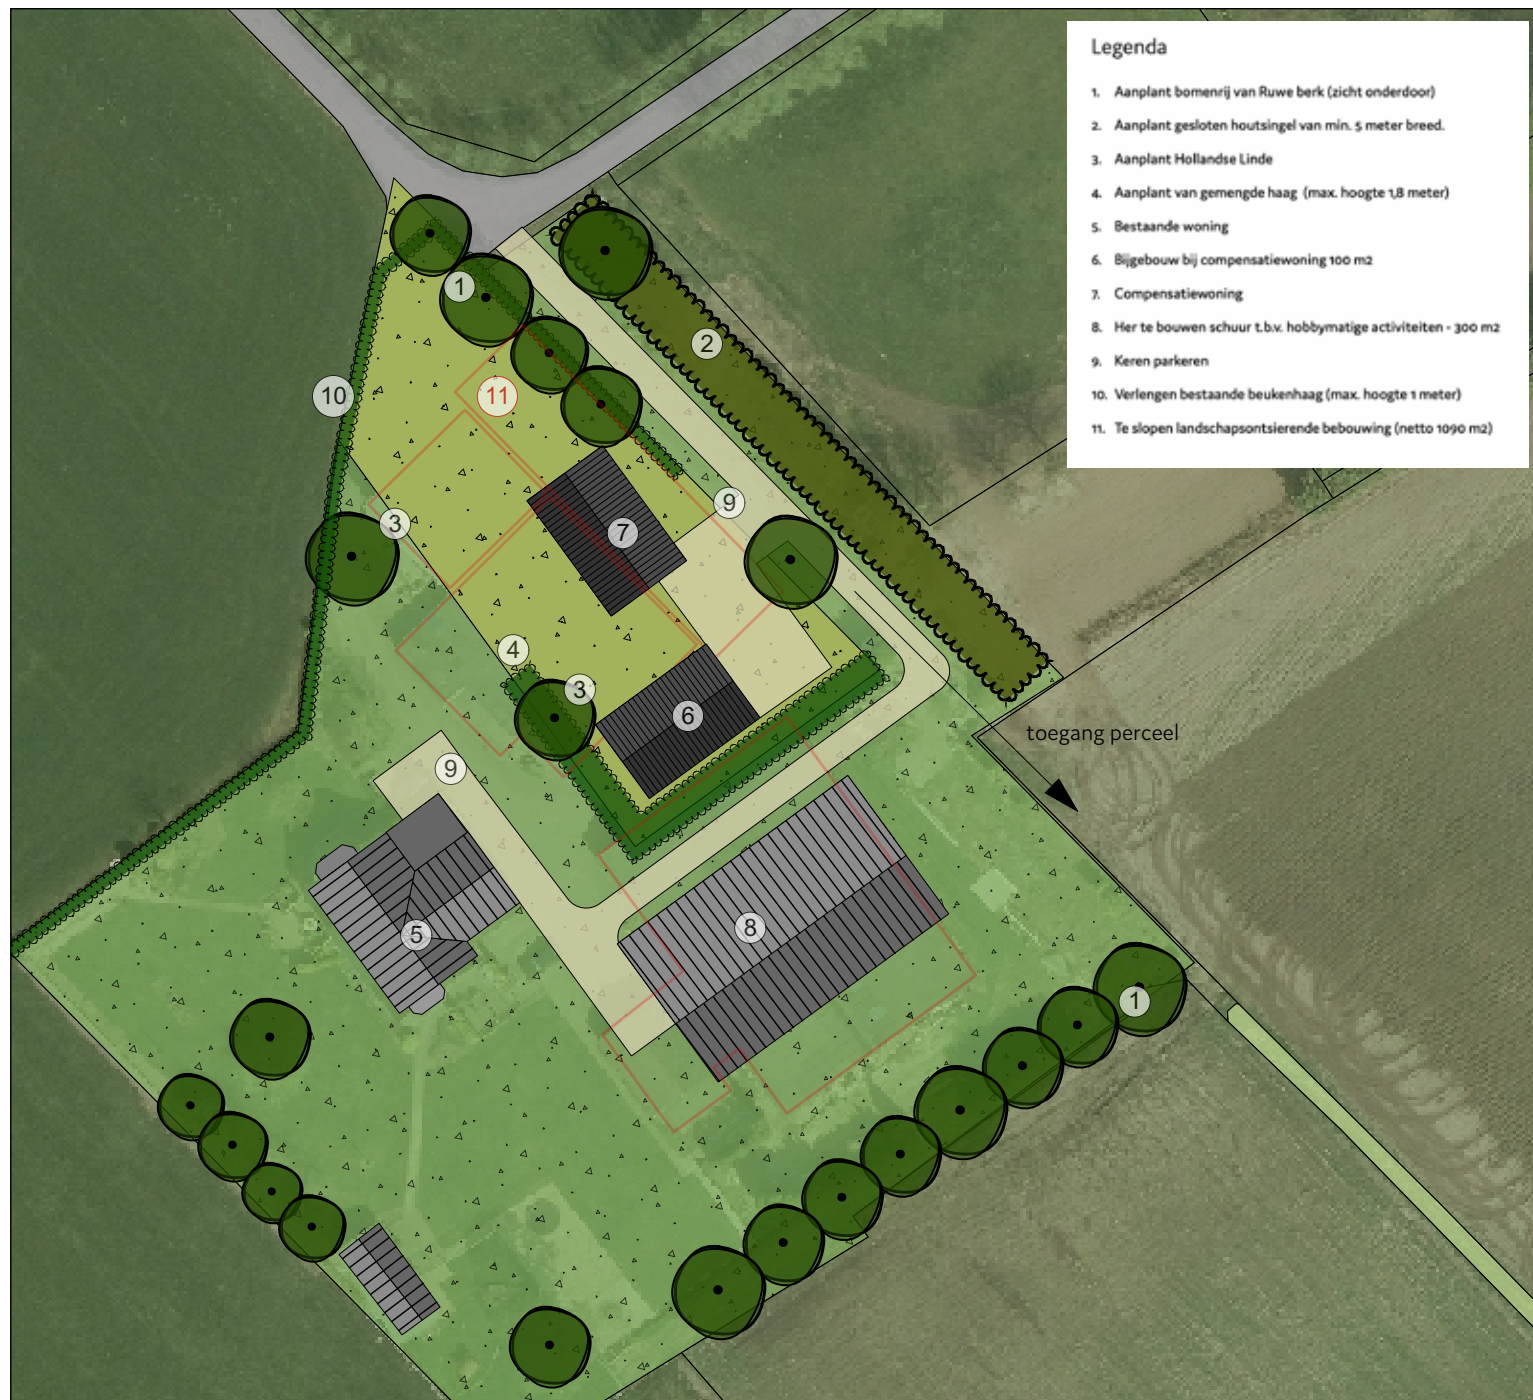 Legenda
1. Aanplant bomenrij van Ruwe berk (zicht onderdoor)
2. Aanplant gesloten houtsingel van min. 5 meter breed.
3. Aanplant Hollandse Linde
4. Aanplant van gemengde haag (max. hoogte 1,8 meter)
5. Bestaande woning
6. Bijgebouw bij compensatiewoning 100 m2
7. Compensatiewoning
8. Her te bouwen schuur t.b.v. hobbymatige activiteiten - 300 m2
9. Keren parkeren
10. Verlengen bestaande beukenhaag (max. hoogte 1 meter)
11. Te slopen landschapsontsierende bebouwing (netto 1090 m2)
1
2
10
11
9
3
7
4
3
6
toegang perceel
9
8
5
1